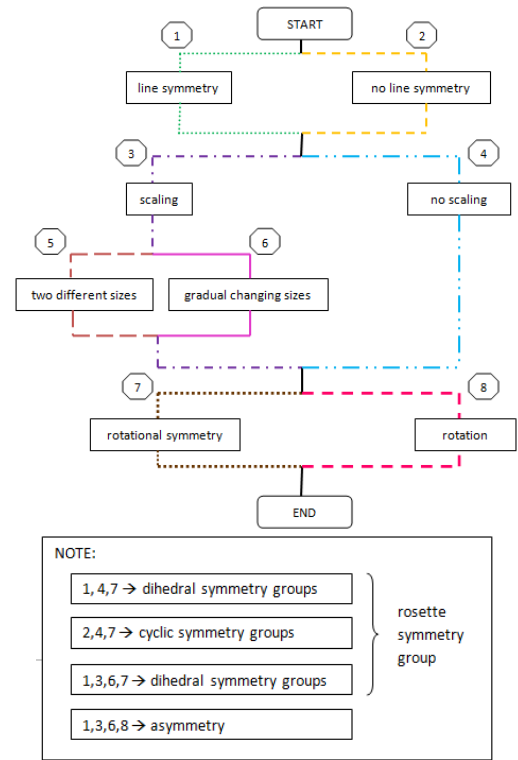 START
1
2
line symmetry
no line symmetry
3
4
scaling
no scaling
5
6
two different sizes
gradual changing sizes
7
8
rotational symmetry
rotation
END
NOTE:
1, 4,7 → dihedral symmetry groups
2,4,7 → cyclic symmetry groups
1,3,6,7 → dihedral symmetry groups
1,3,6,8 → asymmetry
rosette
symmetry
group